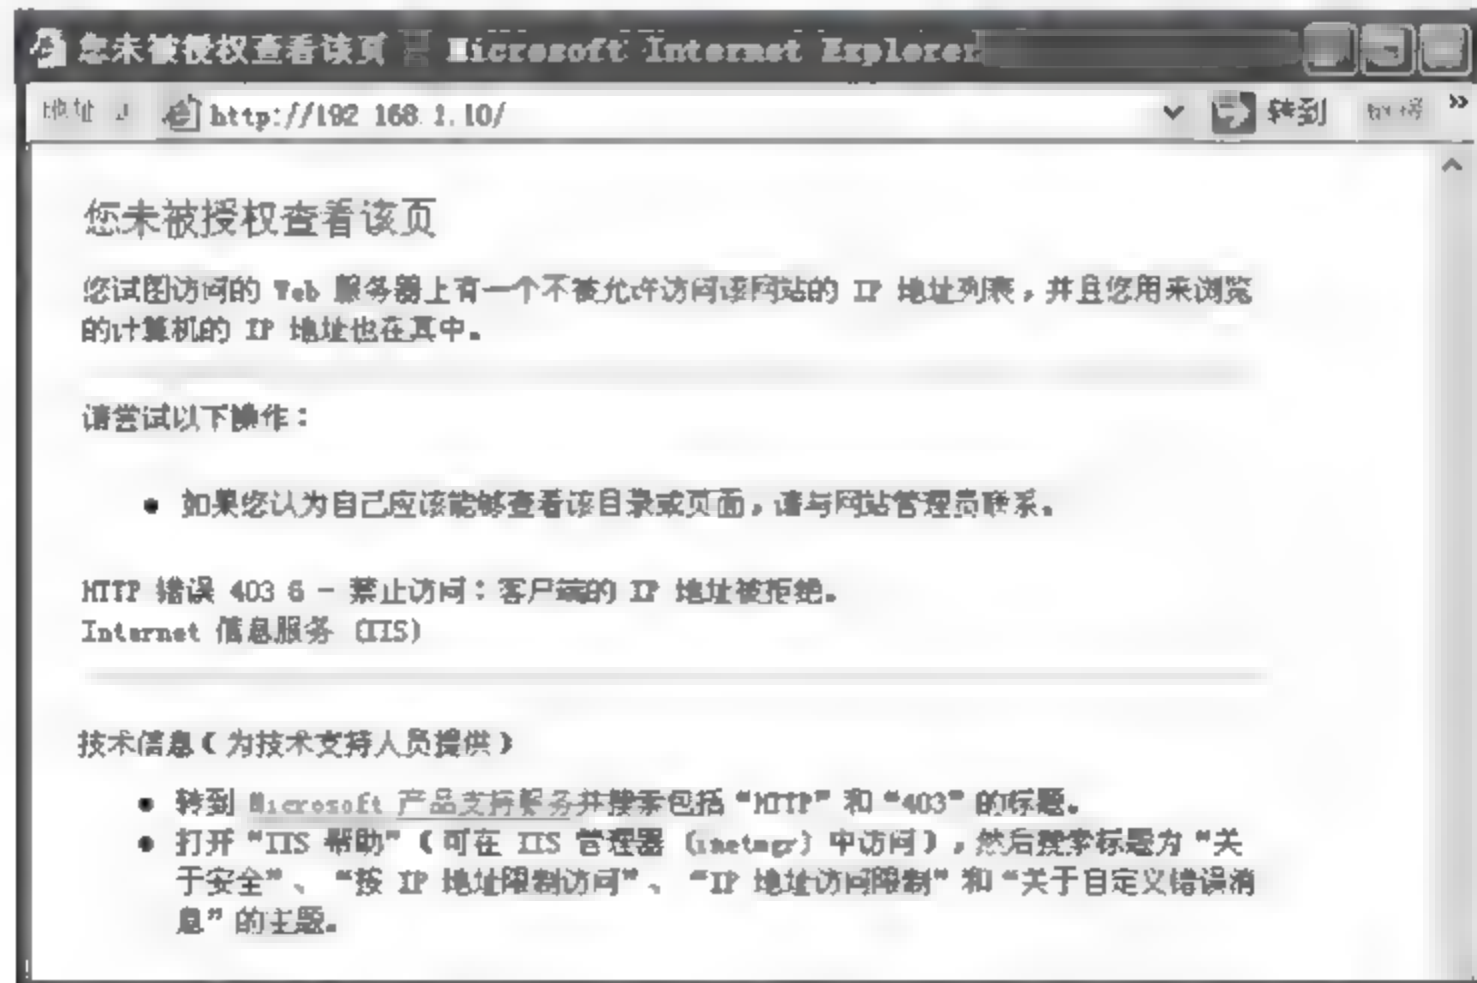 您未被授权查看该页 - Microsoft Internet Explorer
地址 http://192.168.1.10/ 转到 链接 »
您未被授权查看该页
您试图访问的 Web 服务器上有一个不被允许访问该网站的 IP 地址列表，并且您用来浏览
的计算机的 IP 地址也在其中。
请尝试以下操作：
● 如果您认为自己应该能够查看该目录或页面，请与网站管理员联系。
HTTP 错误 403.6 - 禁止访问：客户端的 IP 地址被拒绝。
Internet 信息服务 (IIS)
技术信息（为技术支持人员提供）
● 转到 Microsoft 产品支持服务并搜索包括“HTTP”和“403”的标题。
● 打开“IIS 帮助”（可在 IIS 管理器 (inetmgr) 中访问），然后搜索标题为“关
于安全”、“按 IP 地址限制访问”、“IP 地址访问限制”和“关于自定义错误消
息”的主题。